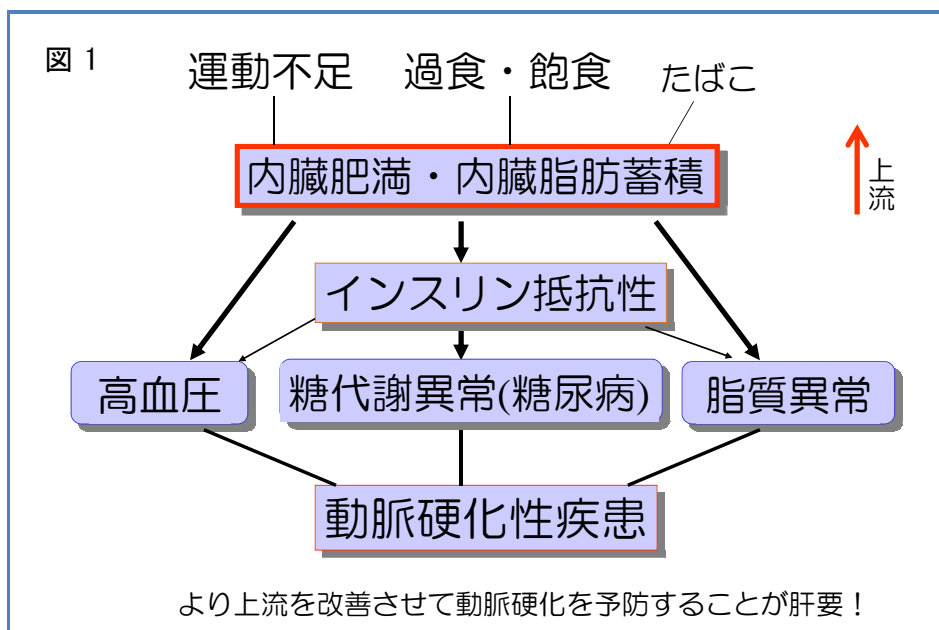 図 1
運動不足 過食・飽食 たばこ
内臓肥満・内臓脂肪蓄積
上流
インスリン抵抗性
高血圧 糖代謝異常(糖尿病) 脂質異常
動脈硬化性疾患
より上流を改善させて動脈硬化を予防することが肝要！